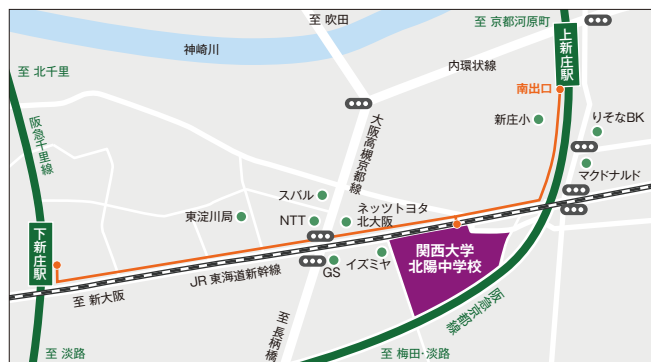 至 吹田
至 京都河原町
神崎川
内環状線
上新庄駅
至 北千里
南出口
阪急千里線
新庄小
りそなBK
大阪高槻京都線
マクドナルド
スバル
ネッツトヨタ
北大阪
東淀川局
NTT
下新庄駅
関西大学
北陽中学校
イズミヤ
GS
JR 東海道新幹線
至 新大阪
阪急京都線
至 長柄橋
至 淡路
至 梅田・淡路